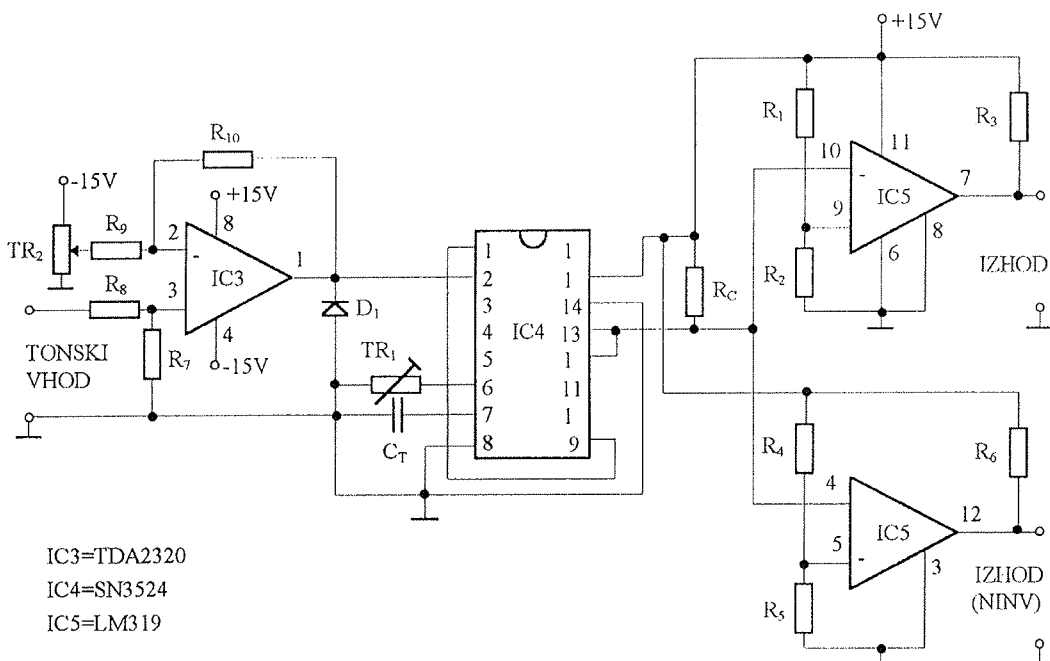 +15V
R10
R1
R3
11
10
-
7
-15V
+15V
IC5
R9
2
8
9
TR2
-
1
6
8
IC3
1
1
R2
IZHOD
R8
3
2
1
D1
3
14
RC
4
4
IC4
13
TONSKI
VHOD
R7
-15V
TR1
5
1
6
11
7
1
CT
8
9
R4
R6
4
IC5
12
5
-
3
IC3=TDA2320
IC4=SN3524
IC5=LM319
R5
IZHOD
(NINV)